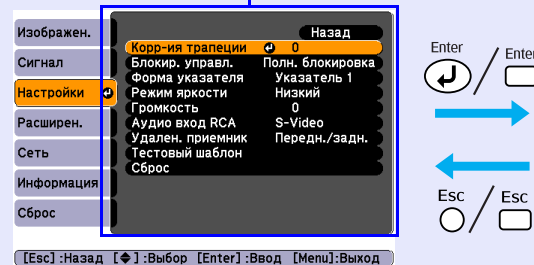 Изображен.
Сигнал
Настройки
Расширен.
Сеть
Информация
Сброс
Назад
Корр-ия трапеции 0
Блокир. управл. Полн. блокировка
Форма указателя Указатель 1
Режим яркости Низкий
Громкость 0
Аудио вход RCA S-Video
Удален. приемник Передн./задн.
Тестовый шаблон
Сброс
[Esc] :Назад [◆] :Выбор [Enter] :Ввод [Menu]:Выход
Enter / Enter
Esc / Esc